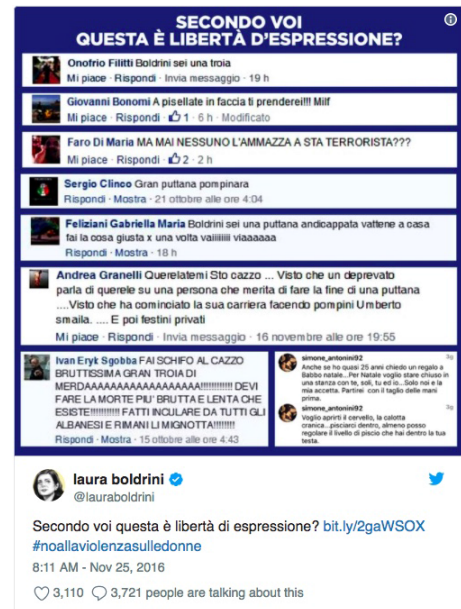 SECONDO VOI
QUESTA È LIBERTÀ D'ESPRESSIONE?
Onofrio Filitti Boldrini sei una troia
Mi piace · Rispondi · Invia messaggio · 19 h
Giovanni Bonomi A pisellate in faccia ti prenderei!!! Milf
Mi piace · Rispondi · 1 · 6 h · Modificato
Faro Di Maria MA MAI NESSUNO L'AMMAZZA A STA TERRORISTA???
Mi piace · Rispondi · 2 · 2 h
Sergio Clinco Gran puttana pompinara
Rispondi · Mostra · 21 ottobre alle ore 4:04
Feliziani Gabriella Maria Boldrini sei una puttana andicappata vattene a casa
fai la cosa giusta x una volta vaiiiiiii viaaaaaa
Rispondi · Mostra · 18 h
Andrea Granelli Querelatemi Sto cazzo ... Visto che un deprevato
parla di querele su una persona che merita di fare la fine di una puttana
....Visto che ha cominciato la sua carriera facendo pompini Umberto
smaila. .... E poi festini privati
Mi piace · Rispondi · Invia messaggio · 16 novembre alle ore 19:55
Ivan Eryk Sgobba FAI SCHIFO AL CAZZO
BRUTTISSIMA GRAN TROIA DI
MERDAAAAAAAAAAAAAAAAAA!!!!!!!!!!!! DEVI
FARE LA MORTE PIU' BRUTTA E LENTA CHE
ESISTE!!!!!!!!!!! FATTI INCULARE DA TUTTI GLI
ALBANESI E RIMANI LI MIGNOTTA!!!!!!!!!
Rispondi · Mostra · 15 ottobre alle ore 4:43
simone_antonini92
Anche se ho quasi 25 anni chiedo un regalo a
Babbo natale...Per Natale voglio stare chiuso in
una stanza con te, soli, tu ed io...Solo noi e la
mia accetta. Partirei con il taglio delle mani
prima.
simone_antonini92
Voglio aprirti il cervello, la calotta
cranica...pisciarci dentro, almeno posso
regolare il livello di piscio che hai dentro la tua
testa.
laura boldrini
@lauraboldrini
Secondo voi questa è libertà di espressione? bit.ly/2gaWSOX
#noallaviolenzasulledonne
8:11 AM - Nov 25, 2016
3,110 3,721 people are talking about this